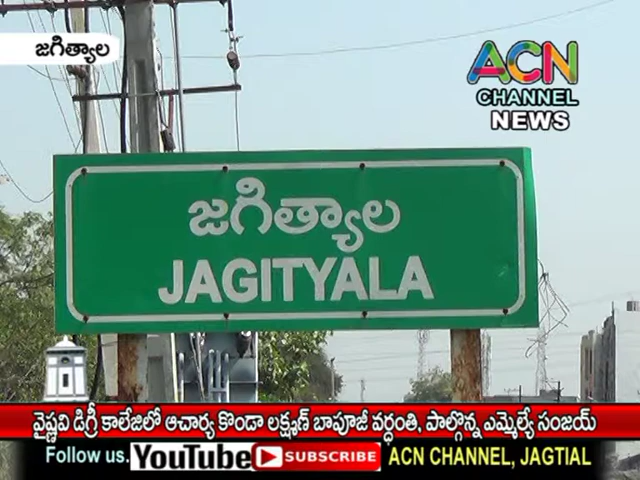 జగిత్యాల
ACN
CHANNEL
NEWS
జగిత్యాల
JAGITYALA
వైష్ణవి డిగ్రీ కాలేజిలో ఆచార్య కొండా లక్ష్మణ్ బాపూజీ వర్ధంతి, పాల్గొన్న ఎమ్మెల్యే సంజయ్
Follow us. YouTube SUBSCRIBE ACN CHANNEL, JAGTIAL